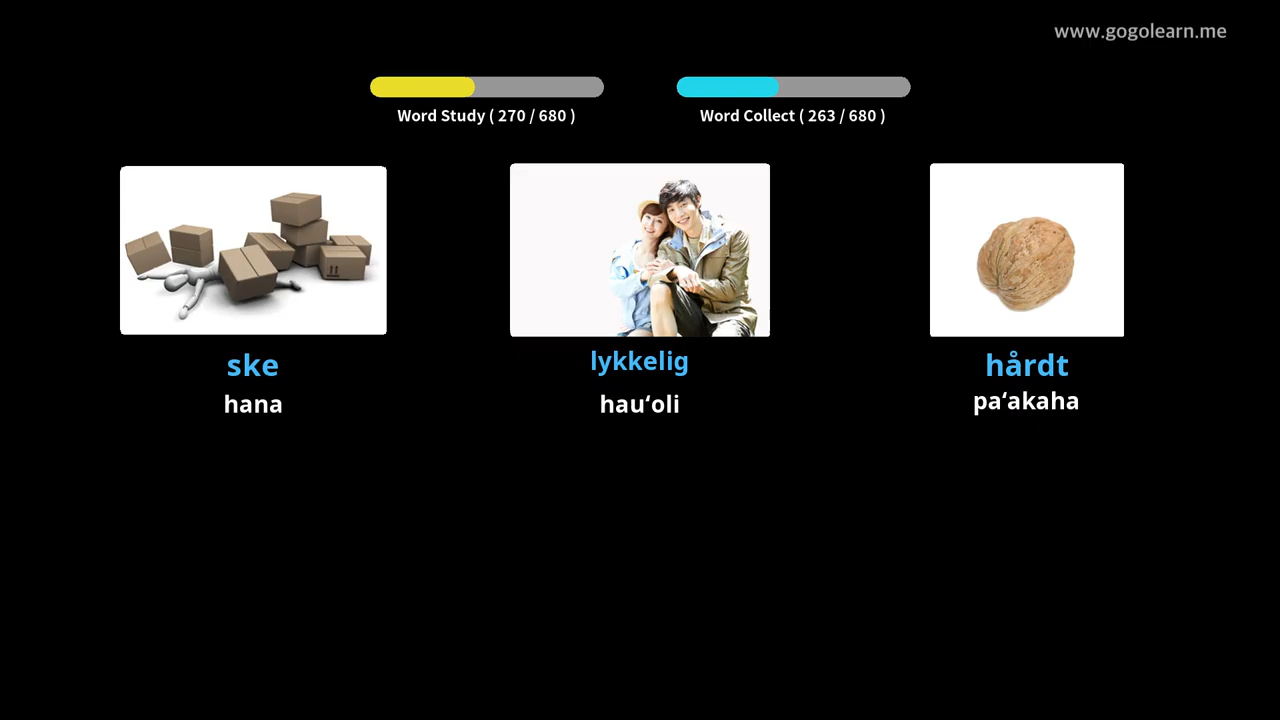 www.gogolearn.me
Word Study ( 270 / 680 )
Word Collect ( 263 / 680 )
ske
hana
lykkelig
hauʻoli
hårdt
paʻakaha